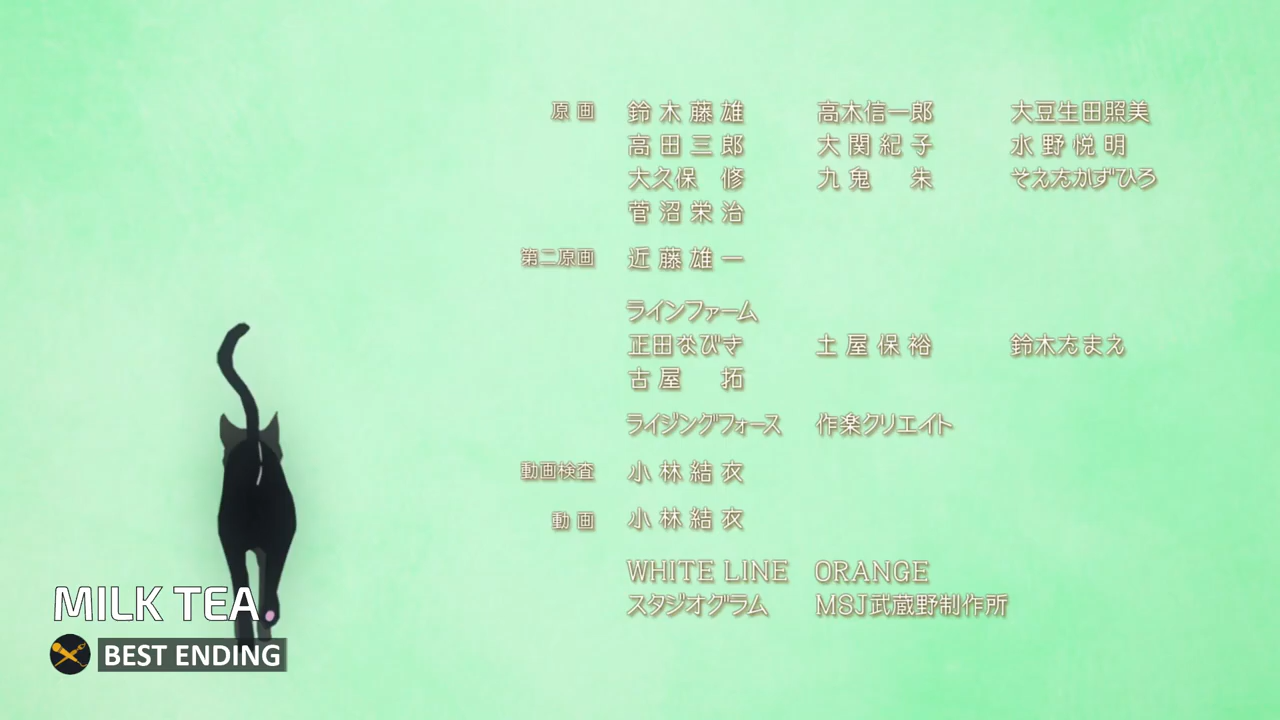 原画 鈴木藤雄 高木信一郎 大豆生田照美
高田三郎 大関紀子 水野悦明
大久保 修 九鬼 朱 そえたかずひろ
菅沼栄治
第二原画 近藤雄一
ラインファーム
正田なびき 土屋保裕 鈴木たまえ
古屋 拓
ライジングフォース 作楽クリエイト
動画検査 小林結衣
動画 小林結衣
WHITE LINE ORANGE
スタジオグラム MSJ武蔵野制作所
MILK TEA
BEST ENDING